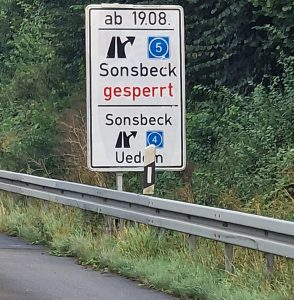 ab 19.08.
5
Sonsbeck
gesperrt
Sonsbeck
4
Uedem